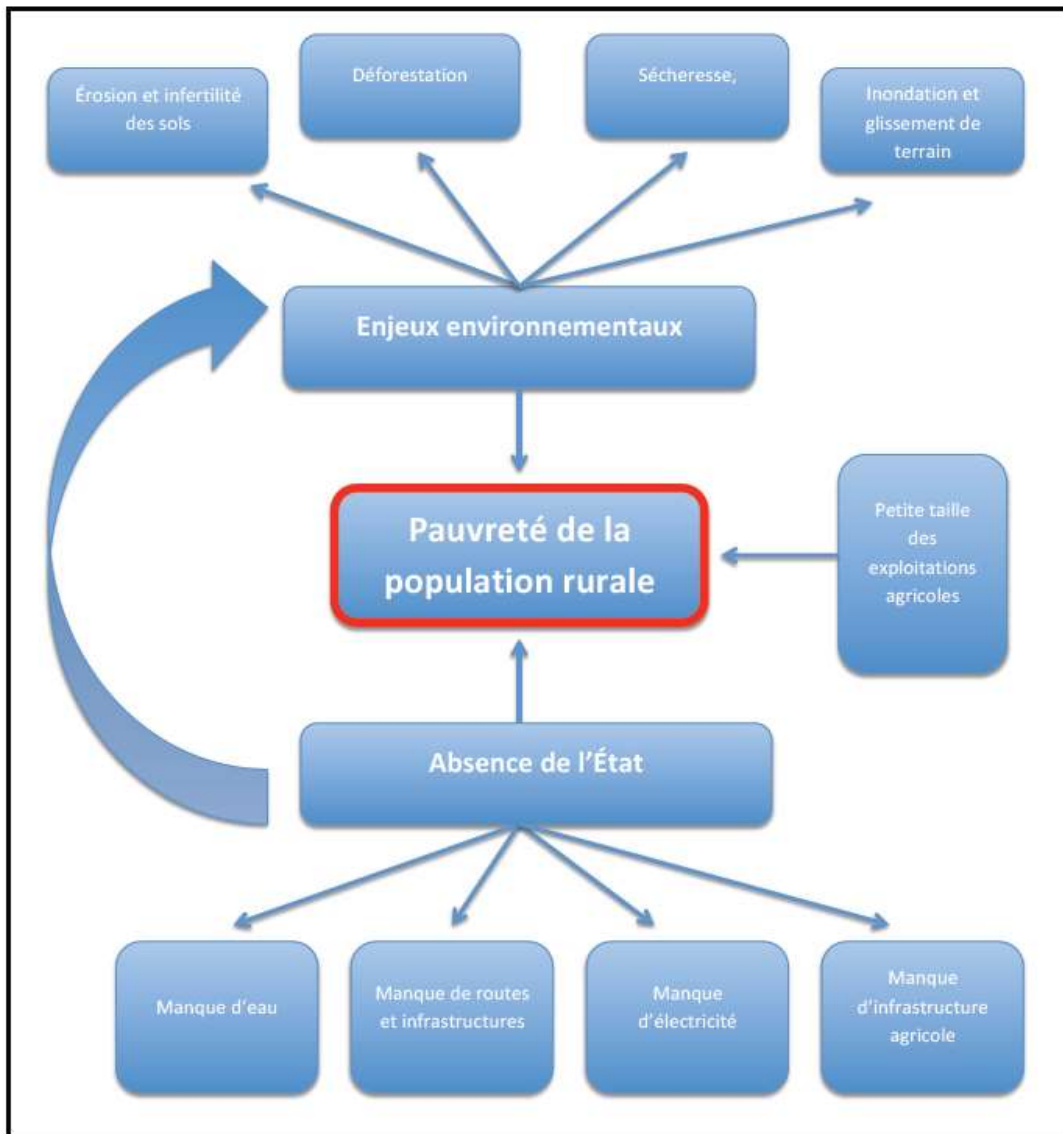 Érosion et infertilité
des sols
Déforestation
Sécheresse,
Inondation et
glissement de
terrain
Enjeux environnementaux
Pauvreté de la
population rurale
Petite taille
des
exploitations
agricoles
Absence de l'État
Manque d'eau
Manque de routes
et infrastructures
Manque
d'électricité
Manque
d'infrastructure
agricole